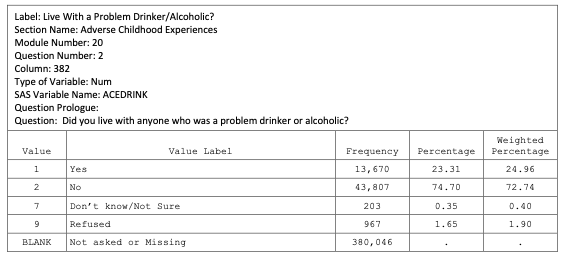 Label: Live With a Problem Drinker/Alcoholic?
Section Name: Adverse Childhood Experiences
Module Number: 20
Question Number: 2
Column: 382
Type of Variable: Num
SAS Variable Name: ACEDRINK
Question Prologue:
Question: Did you live with anyone who was a problem drinker or alcoholic?
Value Value Label Frequency Percentage Weighted Percentage
1 Yes 13,670 23.31 24.96
2 No 43,807 74.70 72.74
7 Don't know/Not Sure 203 0.35 0.40
9 Refused 967 1.65 1.90
BLANK Not asked or Missing 380,046 . .